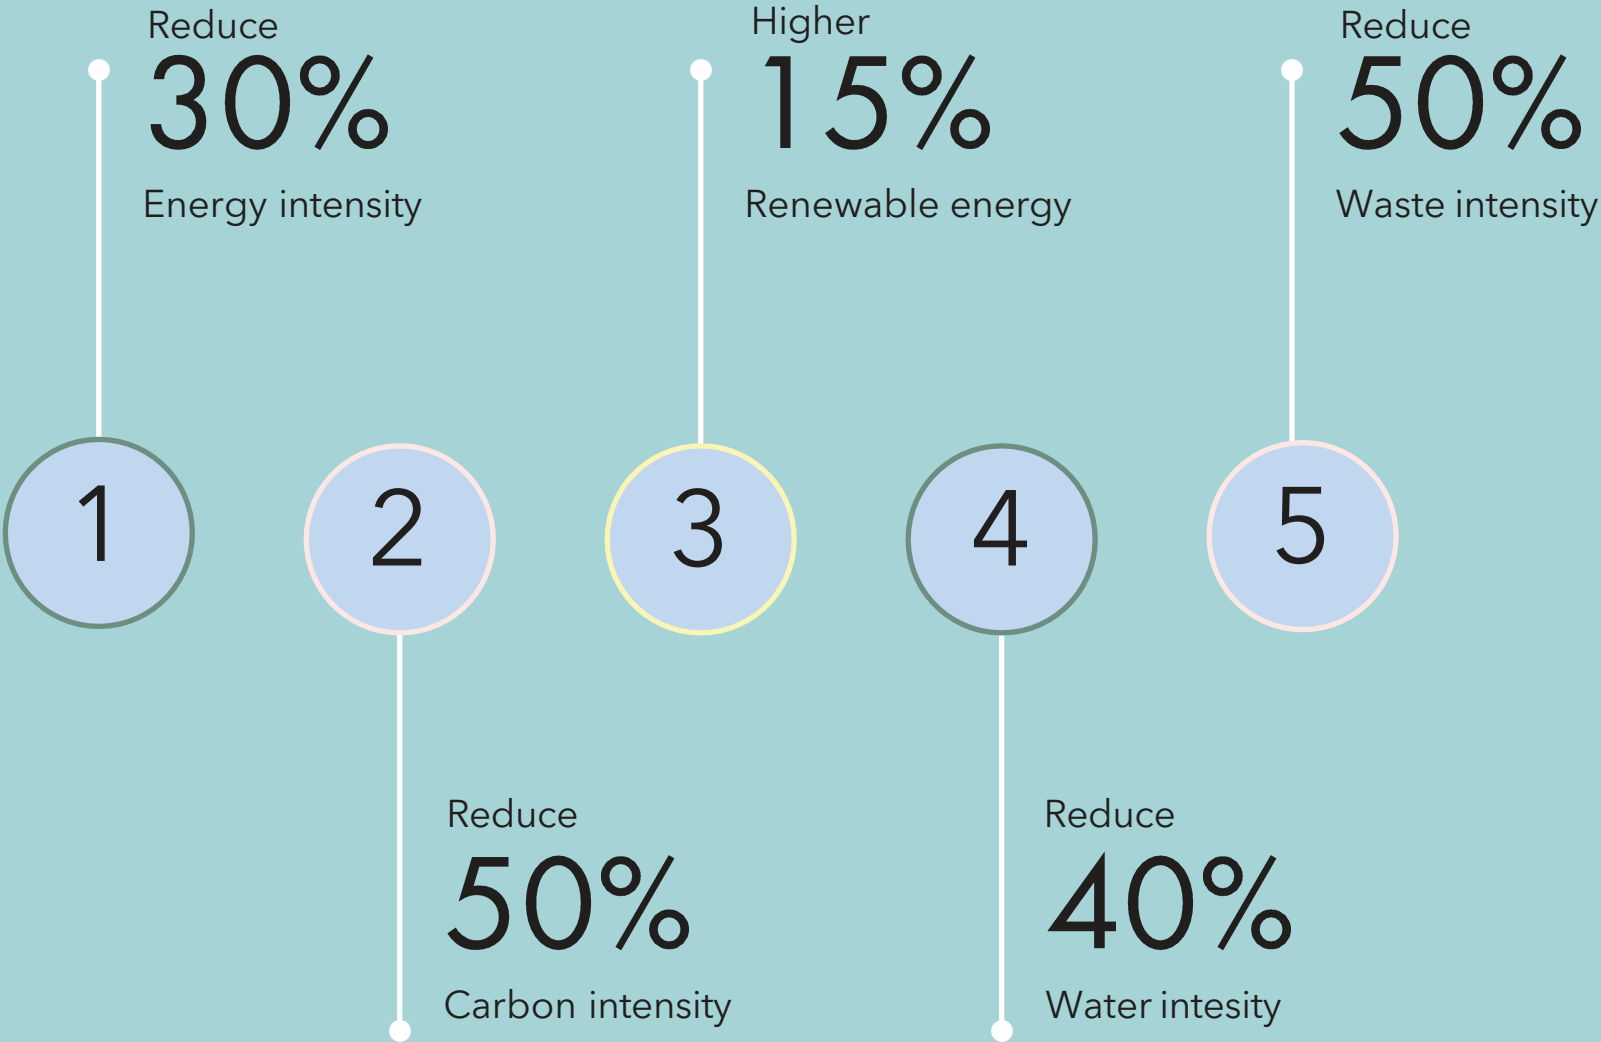 Reduce
30%
Energy intensity
Higher
15%
Renewable energy
Reduce
50%
Waste intensity
1
2
3
4
5
Reduce
50%
Carbon intensity
Reduce
40%
Water intesity